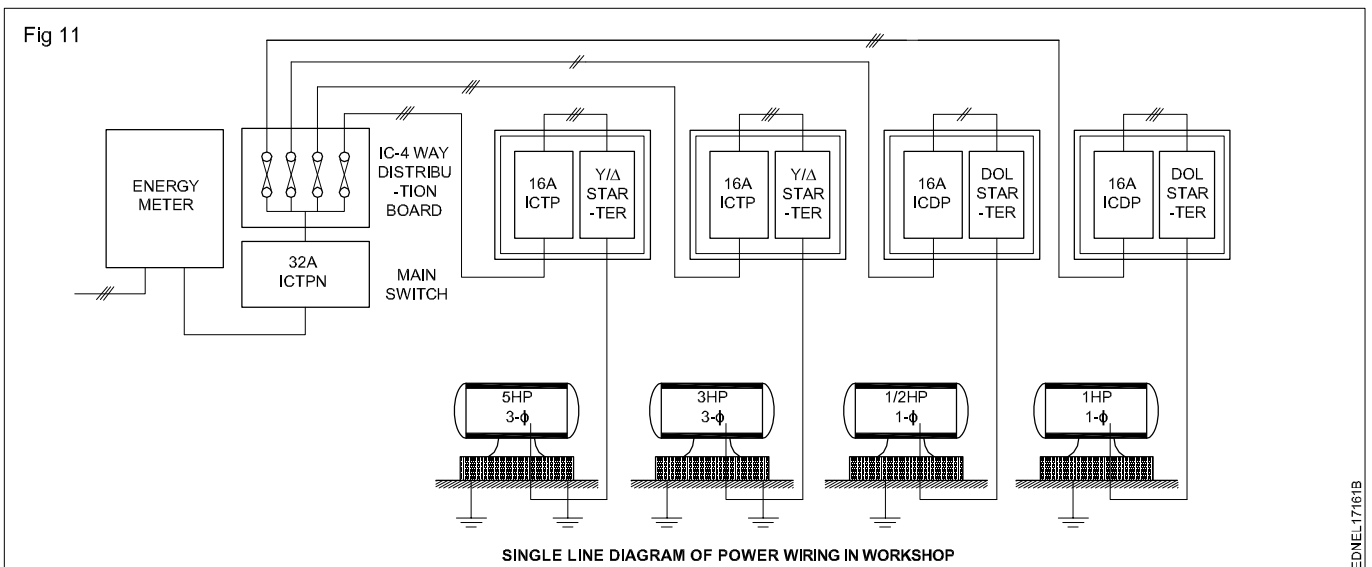 Fig 11
ENERGY
METER
IC-4 WAY
DISTRIBU
-TION
BOARD
32A
ICTPN
MAIN
SWITCH
16A
ICTP
Y/Δ
STAR
-TER
16A
ICTP
Y/Δ
STAR
-TER
16A
ICDP
DOL
STAR
-TER
16A
ICDP
DOL
STAR
-TER
5HP
3-ϕ
3HP
3-ϕ
1/2HP
1-ϕ
1HP
1-ϕ
SINGLE LINE DIAGRAM OF POWER WIRING IN WORKSHOP
EDNEL17161B